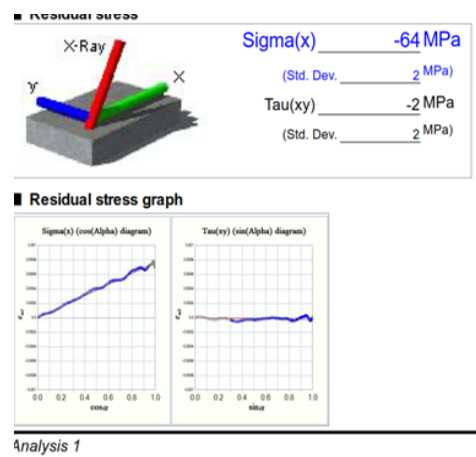 Residual stress
X-Ray
y
X
Sigma(x) -64 MPa
(Std. Dev. 2 MPa)
Tau(xy) -2 MPa
(Std. Dev. 2 MPa)
Residual stress graph
Sigma(x) (cos(Alpha) diagram)
Tau(xy) (sin(Alpha) diagram)
0.0 0.2 0.4 0.6 0.8 1.0
cosα
0.0 0.2 0.4 0.6 0.8 1.0
sinα
Analysis 1